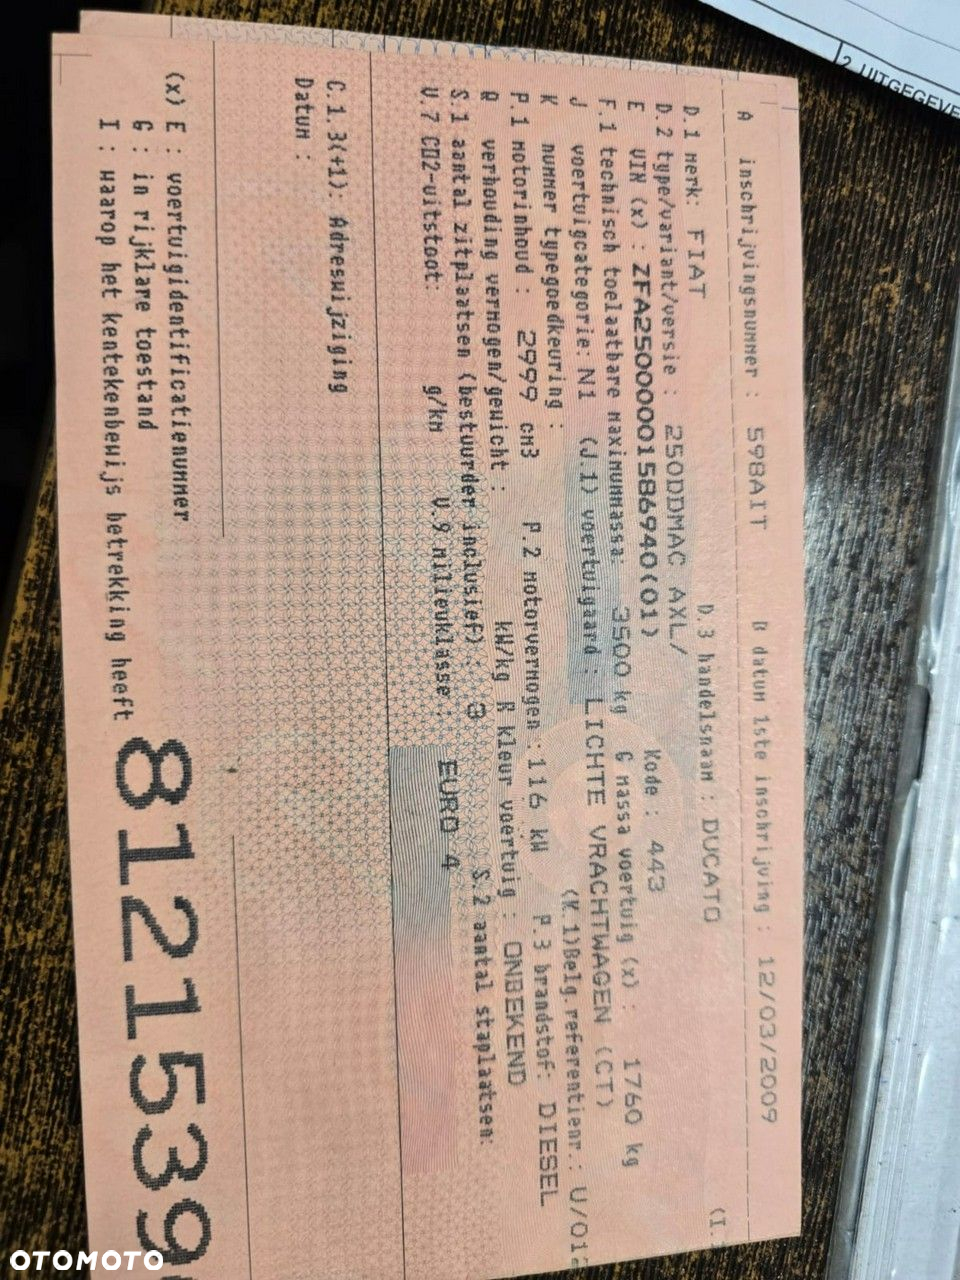 2 UITGEGEVE
A inschrijvingsnummer : 598AIT B datum 1ste inschrijving : 12/03/2009
(I.
D.1 merk: FIAT D.3 handelsnaam : DUCATO
D.2 type/variant/versie : 250DDMAC AXL/
E VIN (x) : ZFA25000001586940(01) Kode : 443
F.1 technisch toelaatbare maximummassa: 3500 kg G massa voertuig (x) : 1760 kg
J voertuigcategorie: N1 (J.1) voertuigaard : LICHTE VRACHTWAGEN (CT)
K nummer typegoedkeuring : (K.1)Belg.referentienr.: U/012
P.1 motorinhoud : 2999 cm3 P.2 motorvermogen :116 kW P.3 brandstof: DIESEL
Q verhouding vermogen/gewicht : kW/kg R kleur voertuig : ONBEKEND
S.1 aantal zitplaatsen (bestuurder inclusief) : 3 S.2 aantal staplaatsen:
V.7 CO2-uitstoot: g/km V.9 milieuklasse : EURO 4
C.1.3(+1): Adreswijziging
Datum :
(x) E : voertuigidentificatienummer
G : in rijklare toestand
I : waarop het kentekenbewijs betrekking heeft 8121539
OTOMOTO